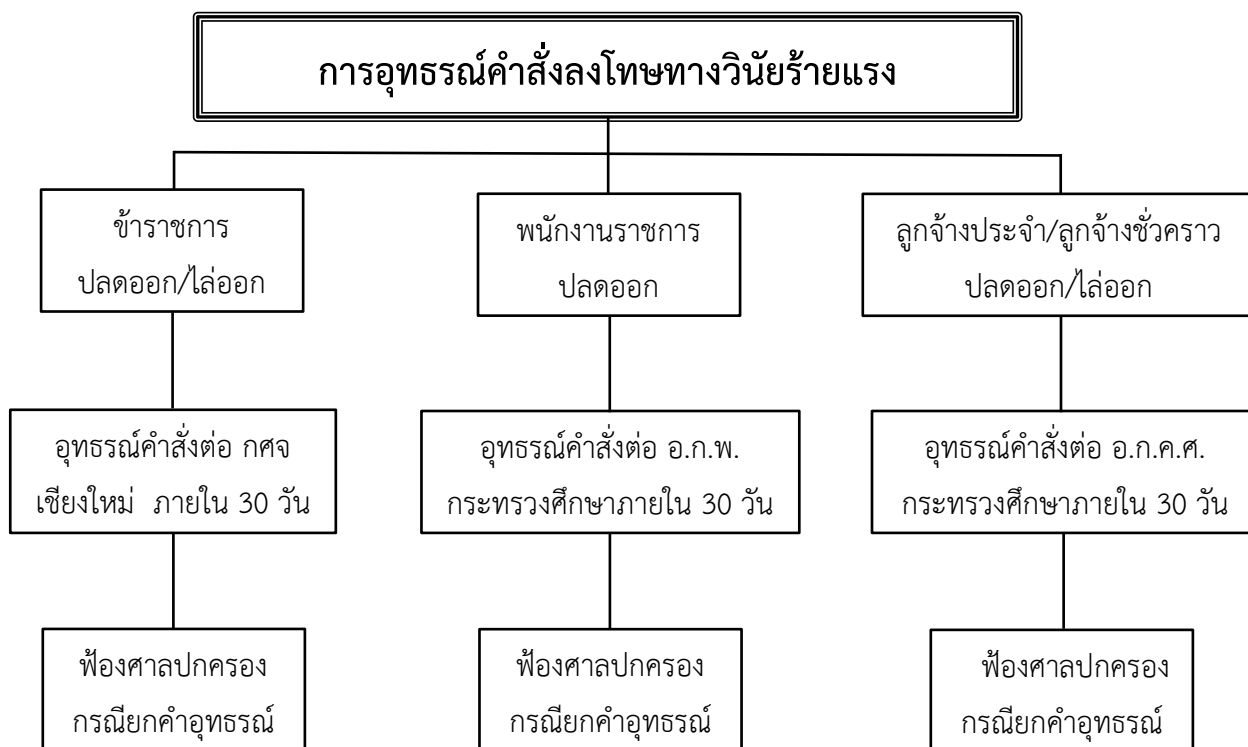 การอุทธรณ์คำสั่งลงโทษทางวินัยร้ายแรง
ข้าราชการ
ปลดออก/ไล่ออก
พนักงานราชการ
ปลดออก
ลูกจ้างประจำ/ลูกจ้างชั่วคราว
ปลดออก/ไล่ออก
อุทธรณ์คำสั่งต่อ กศจ
เชียงใหม่ ภายใน 30 วัน
อุทธรณ์คำสั่งต่อ อ.ก.พ.
กระทรวงศึกษาภายใน 30 วัน
อุทธรณ์คำสั่งต่อ อ.ก.ค.ศ.
กระทรวงศึกษาภายใน 30 วัน
ฟ้องศาลปกครอง
กรณียกคำอุทธรณ์
ฟ้องศาลปกครอง
กรณียกคำอุทธรณ์
ฟ้องศาลปกครอง
กรณียกคำอุทธรณ์